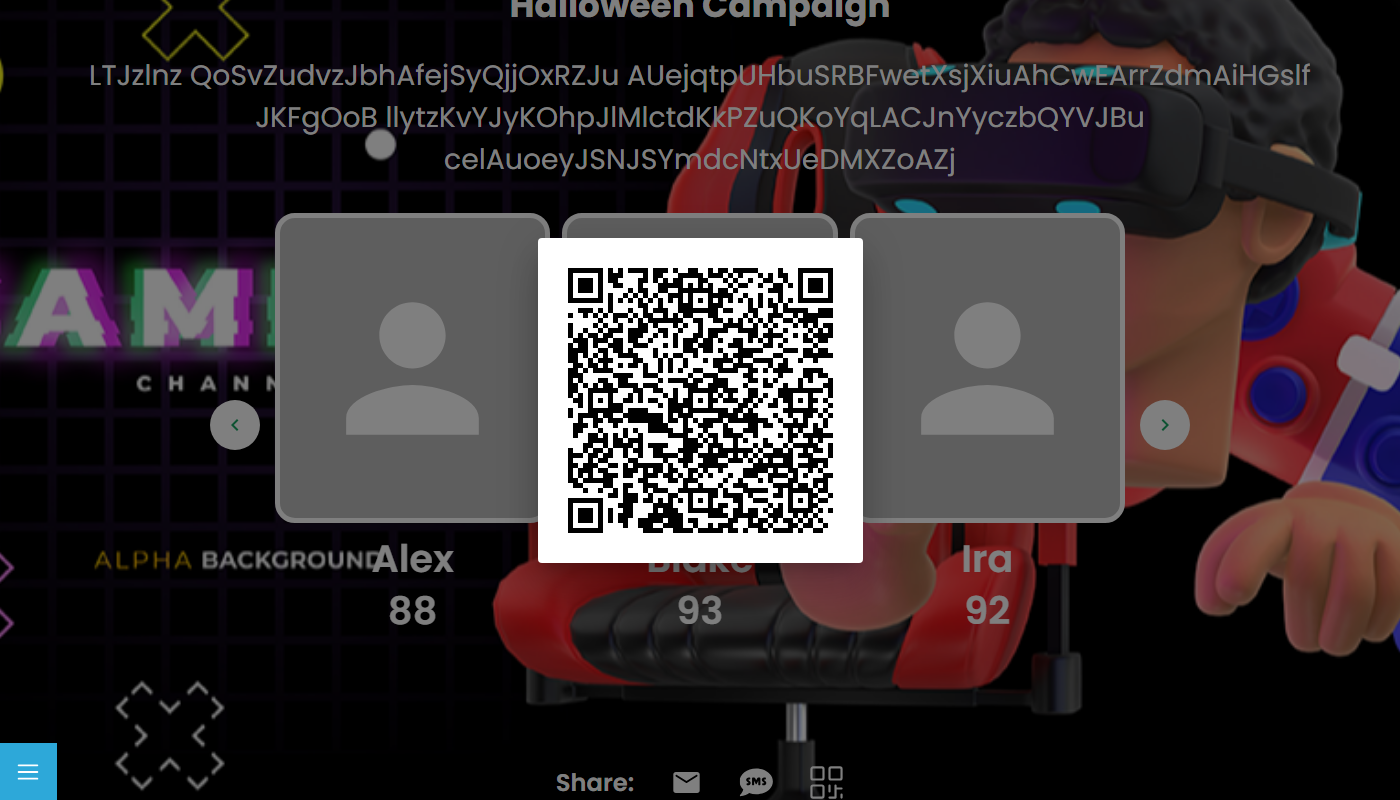 Halloween Campaign
LTJzlnz QoSvZudvzJbhAfejSyQjjOxRZJu AUejqtpUHbuSRBFwetXsjXiuAhCwEArrZdmAiHGslf
JKFgOoB llytzKvYJyKOhpJlMlctdKkPZuQKoYqLACJnYyczbQYVJBu
celAuoeyJSNJSYmdcNtxUeDMXZoAZj
AM
CHANN
ALPHA BACKGROUND
Alex Blake Ira
88 93 92
Share: SMS